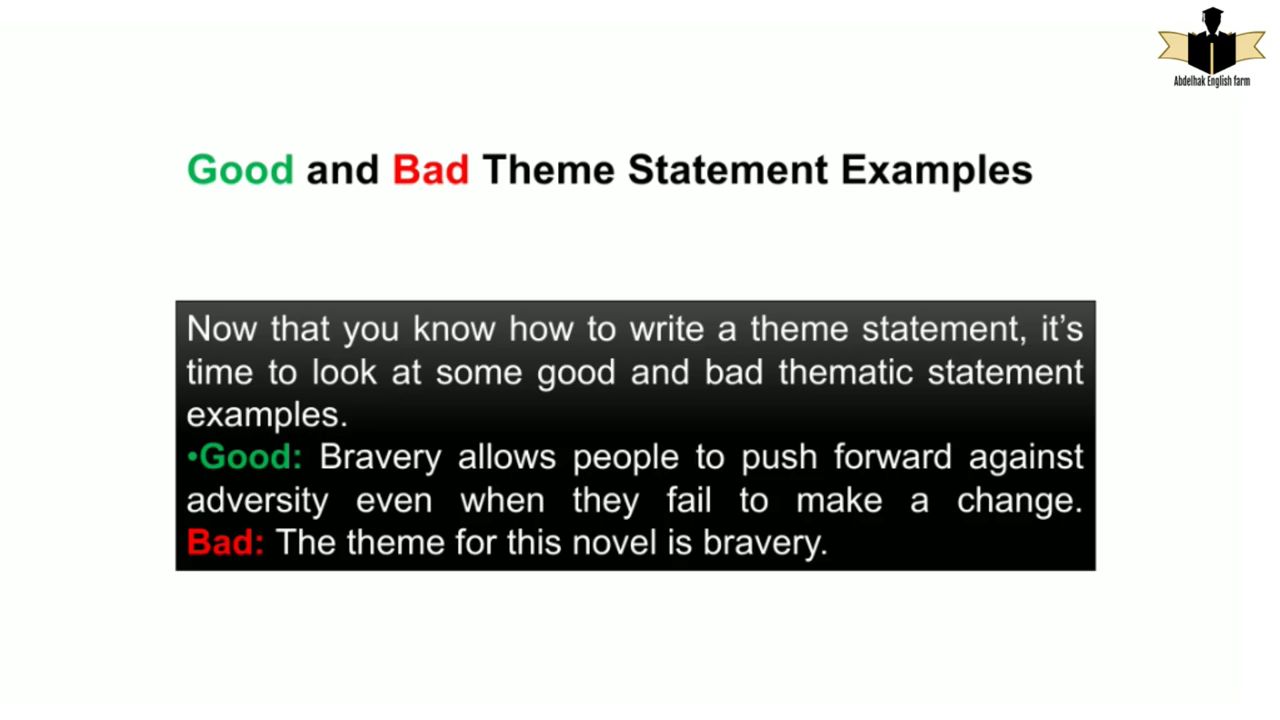 Abdelhak English farm
Good and Bad Theme Statement Examples
Now that you know how to write a theme statement, it’s
time to look at some good and bad thematic statement
examples.
•Good: Bravery allows people to push forward against
adversity even when they fail to make a change.
Bad: The theme for this novel is bravery.